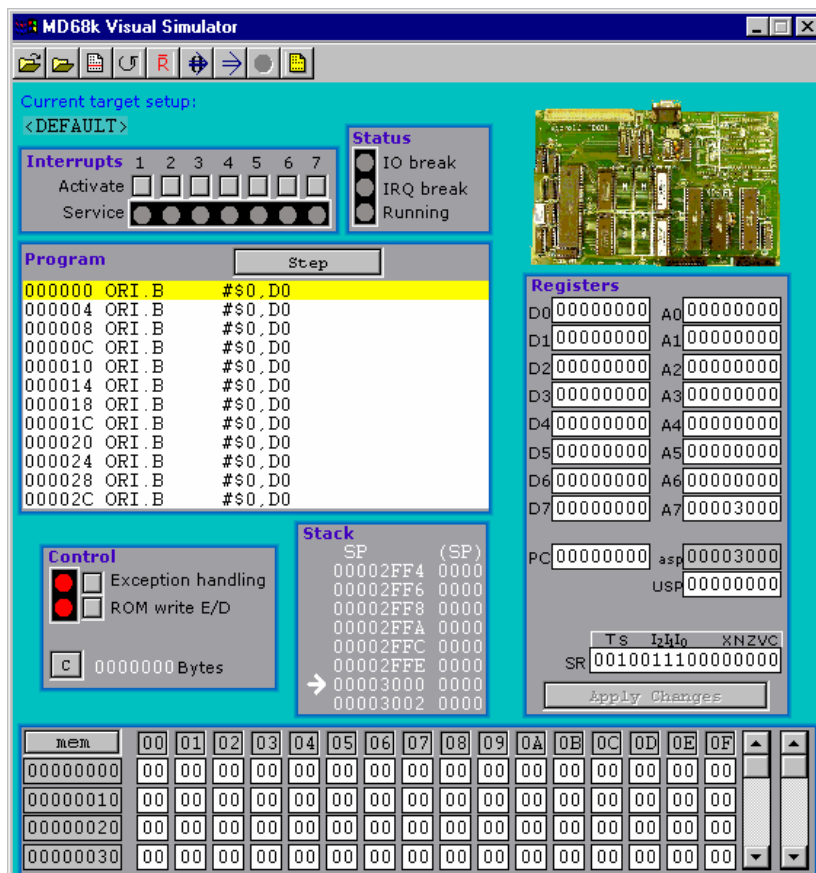 MD68k Visual Simulator
Current target setup:
<DEFAULT>
Interrupts 1 2 3 4 5 6 7
Activate
Service
Status
IO break
IRQ break
Running
Program Step
000000 ORI.B #$0,D0
000004 ORI.B #$0,D0
000008 ORI.B #$0,D0
00000C ORI.B #$0,D0
000010 ORI.B #$0,D0
000014 ORI.B #$0,D0
000018 ORI.B #$0,D0
00001C ORI.B #$0,D0
000020 ORI.B #$0,D0
000024 ORI.B #$0,D0
000028 ORI.B #$0,D0
00002C ORI.B #$0,D0
Registers
D0 00000000 A0 00000000
D1 00000000 A1 00000000
D2 00000000 A2 00000000
D3 00000000 A3 00000000
D4 00000000 A4 00000000
D5 00000000 A5 00000000
D6 00000000 A6 00000000
D7 00000000 A7 00003000
PC 00000000 asp 00003000
USP 00000000
T S I2I1I0 XNZVC
SR 0010011100000000
Apply Changes
Control
Exception handling
ROM write E/D
C 0000000 Bytes
Stack
SP (SP)
00002FF4 0000
00002FF6 0000
00002FF8 0000
00002FFA 0000
00002FFC 0000
00002FFE 0000
00003000 0000
00003002 0000
mem 00 01 02 03 04 05 06 07 08 09 0A 0B 0C 0D 0E 0F
00000000 00 00 00 00 00 00 00 00 00 00 00 00 00 00 00 00
00000010 00 00 00 00 00 00 00 00 00 00 00 00 00 00 00 00
00000020 00 00 00 00 00 00 00 00 00 00 00 00 00 00 00 00
00000030 00 00 00 00 00 00 00 00 00 00 00 00 00 00 00 00